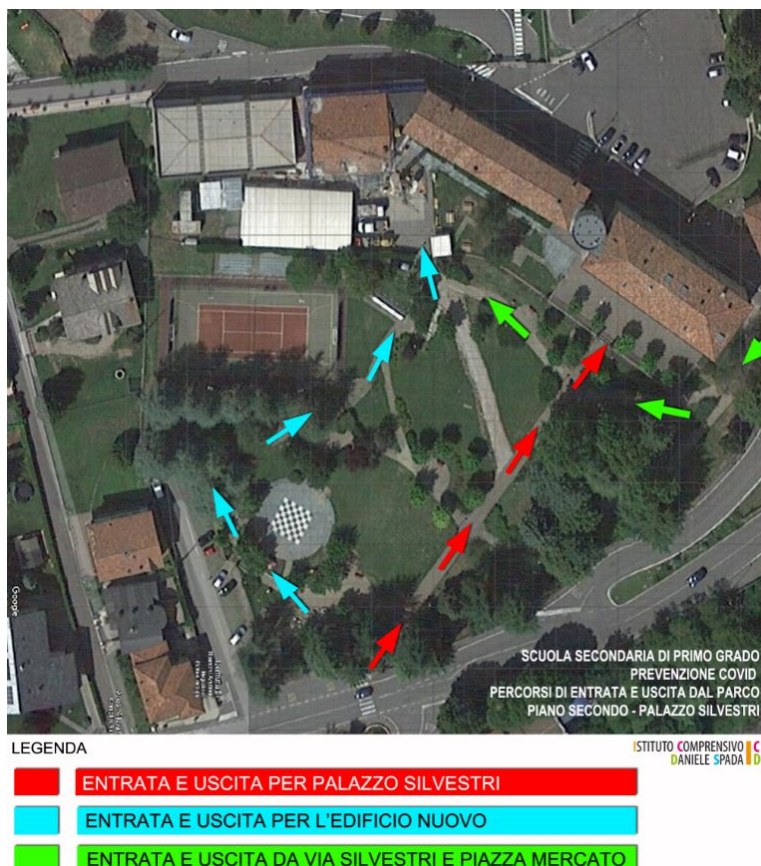 SCUOLA SECONDARIA DI PRIMO GRADO
PREVENZIONE COVID
PERCORSI DI ENTRATA E USCITA DAL PARCO
PIANO SECONDO - PALAZZO SILVESTRI
Google
LEGENDA
ISTITUTO COMPRENSIVO
DANIELE SPADA
ENTRATA E USCITA PER PALAZZO SILVESTRI
ENTRATA E USCITA PER L'EDIFICIO NUOVO
ENTRATA E USCITA DA VIA SILVESTRI E PIAZZA MERCATO